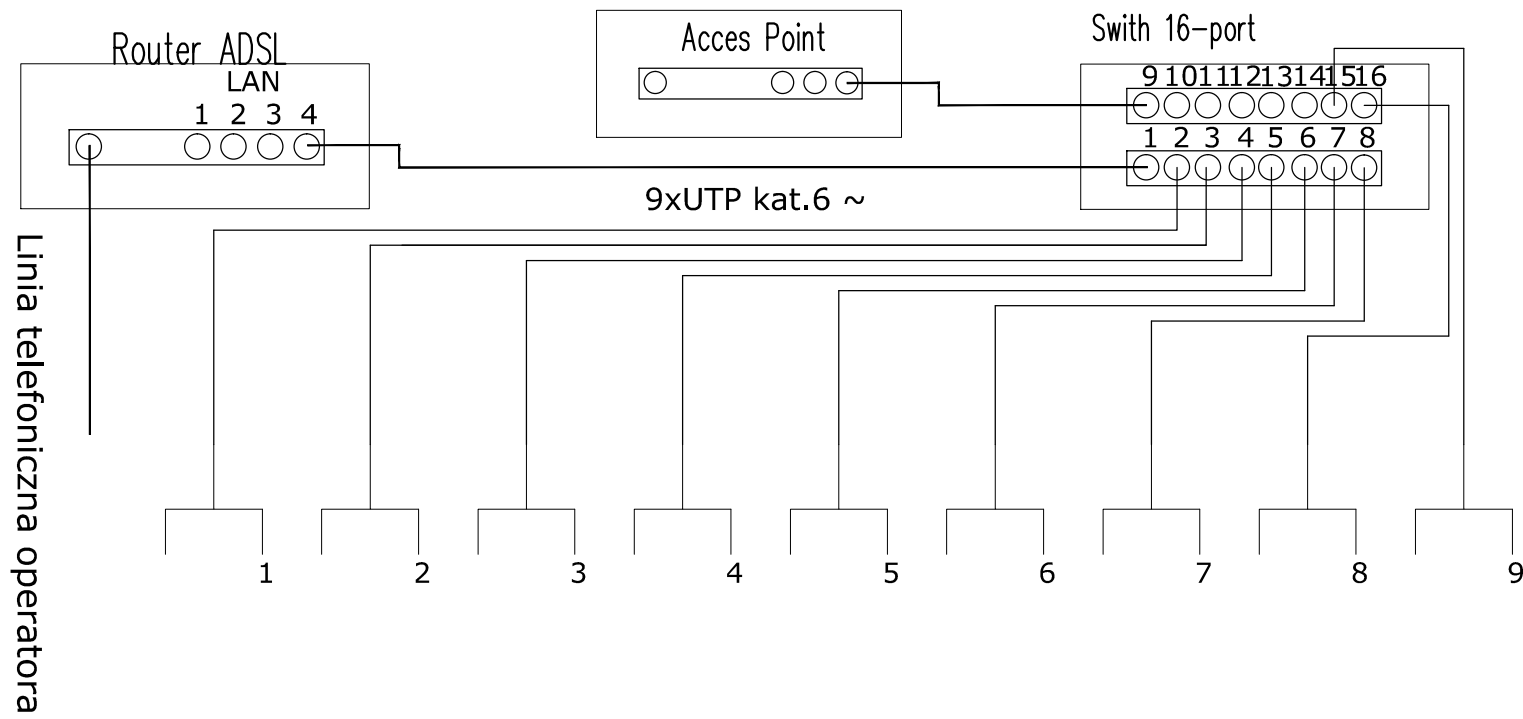 Router ADSL
LAN
1 2 3 4
Acces Point
Swith 16-port
9 10 11 12 13 14 15 16
1 2 3 4 5 6 7 8
9xUTP kat.6 ~
Linia telefoniczna operatora
1 2 3 4 5 6 7 8 9